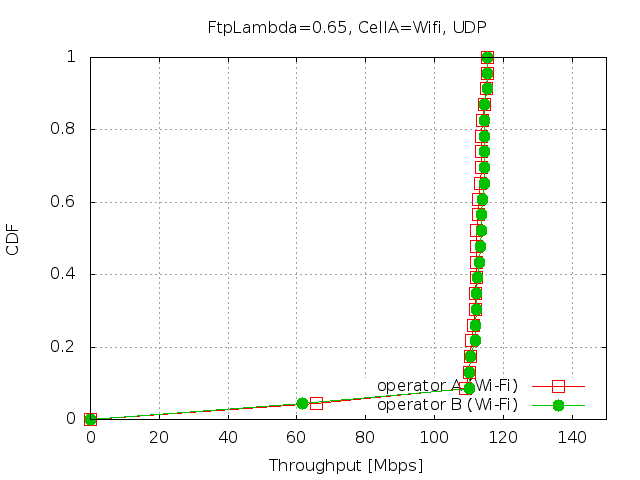 FtpLambda=0.65, CellA=Wifi, UDP
1
0.8
0.6
0.4
0.2
0
CDF
operator A (Wi-Fi)
operator B (Wi-Fi)
0 20 40 60 80 100 120 140
Throughput [Mbps]